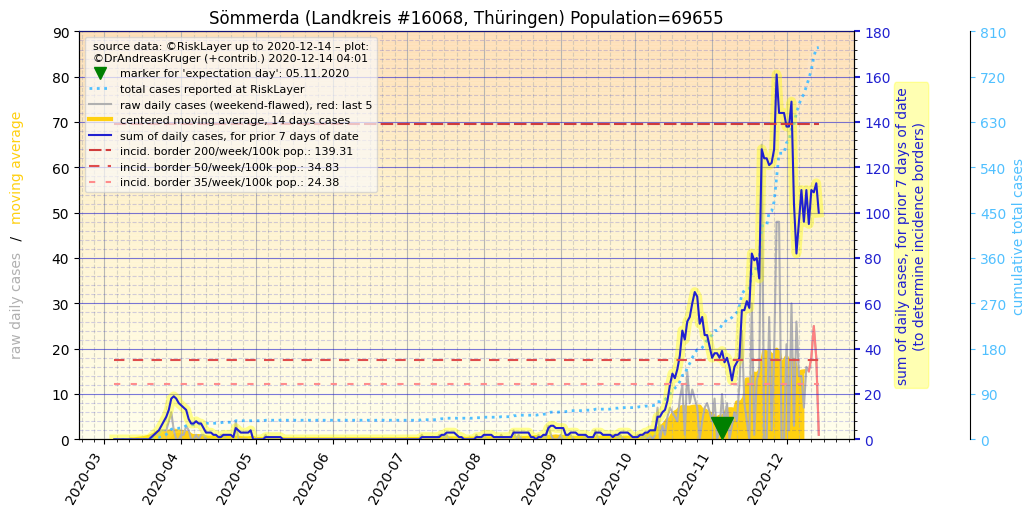 Sömmerda (Landkreis #16068, Thüringen) Population=69655
source data: ©RiskLayer up to 2020-12-14 – plot:
©DrAndreasKruger (+contrib.) 2020-12-14 04:01
marker for 'expectation day': 05.11.2020
total cases reported at RiskLayer
raw daily cases (weekend-flawed), red: last 5
centered moving average, 14 days cases
sum of daily cases, for prior 7 days of date
incid. border 200/week/100k pop.: 139.31
incid. border 50/week/100k pop.: 34.83
incid. border 35/week/100k pop.: 24.38
raw daily cases / moving average
90
80
70
60
50
40
30
20
10
0
2020-03
2020-04
2020-05
2020-06
2020-07
2020-08
2020-09
2020-10
2020-11
2020-12
180
160
140
120
100
80
60
40
20
0
sum of daily cases, for prior 7 days of date
(to determine incidence borders)
810
720
630
540
450
360
270
180
90
0
cumulative total cases